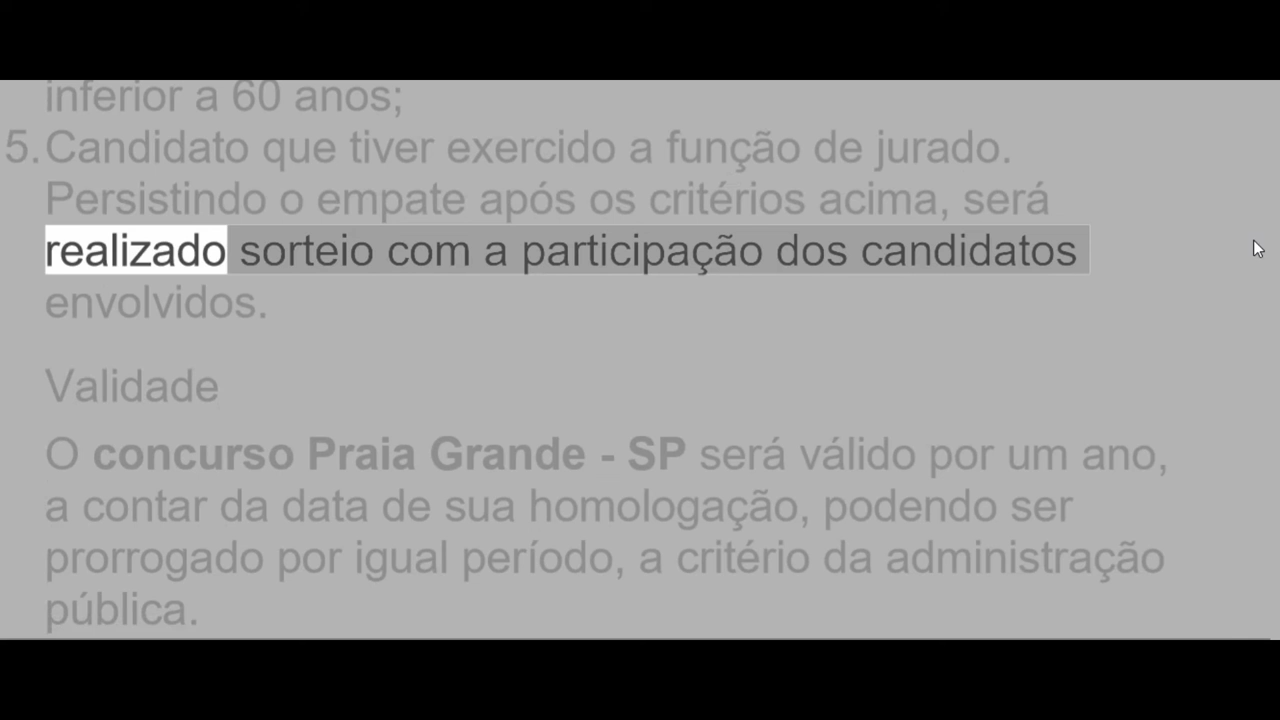 inferior a 60 anos;
5. Candidato que tiver exercido a função de jurado.
Persistindo o empate após os critérios acima, será
realizado sorteio com a participação dos candidatos
envolvidos.
Validade
O concurso Praia Grande - SP será válido por um ano,
a contar da data de sua homologação, podendo ser
prorrogado por igual período, a critério da administração
pública.